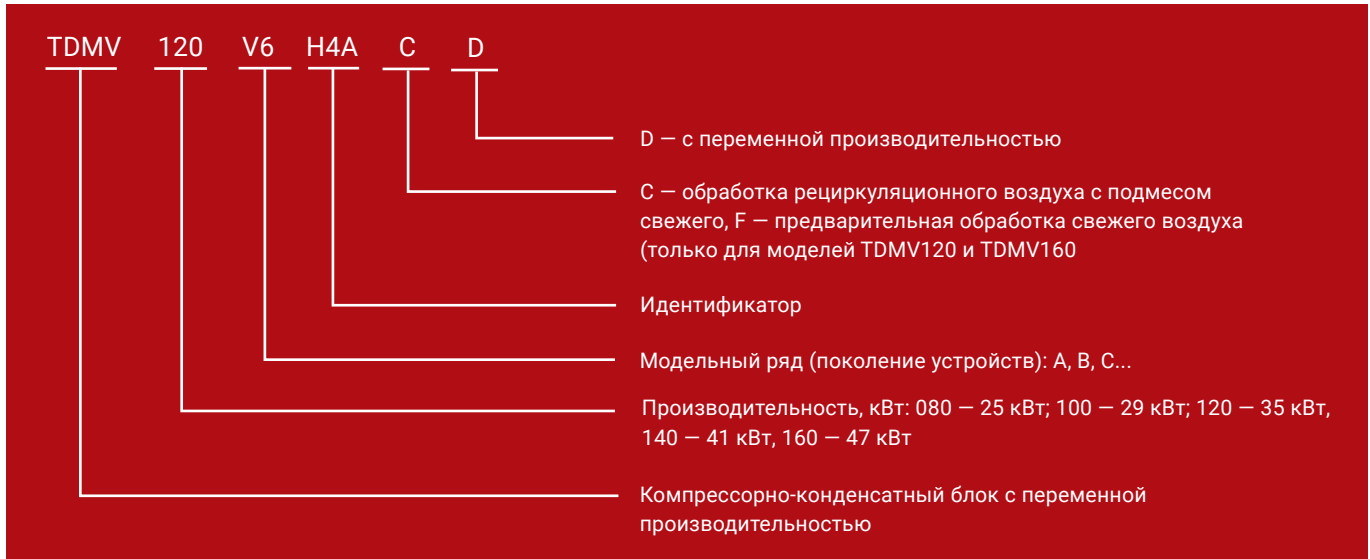 TDMV 120 V6 H4A C D
D — с переменной производительностью
C — обработка рециркуляционного воздуха с подмесом
свежего, F — предварительная обработка свежего воздуха
(только для моделей TDMV120 и TDMV160
Идентификатор
Модельный ряд (поколение устройств): A, B, C...
Производительность, кВт: 080 — 25 кВт; 100 — 29 кВт; 120 — 35 кВт,
140 — 41 кВт, 160 — 47 кВт
Компрессорно-конденсатный блок с переменной
производительностью